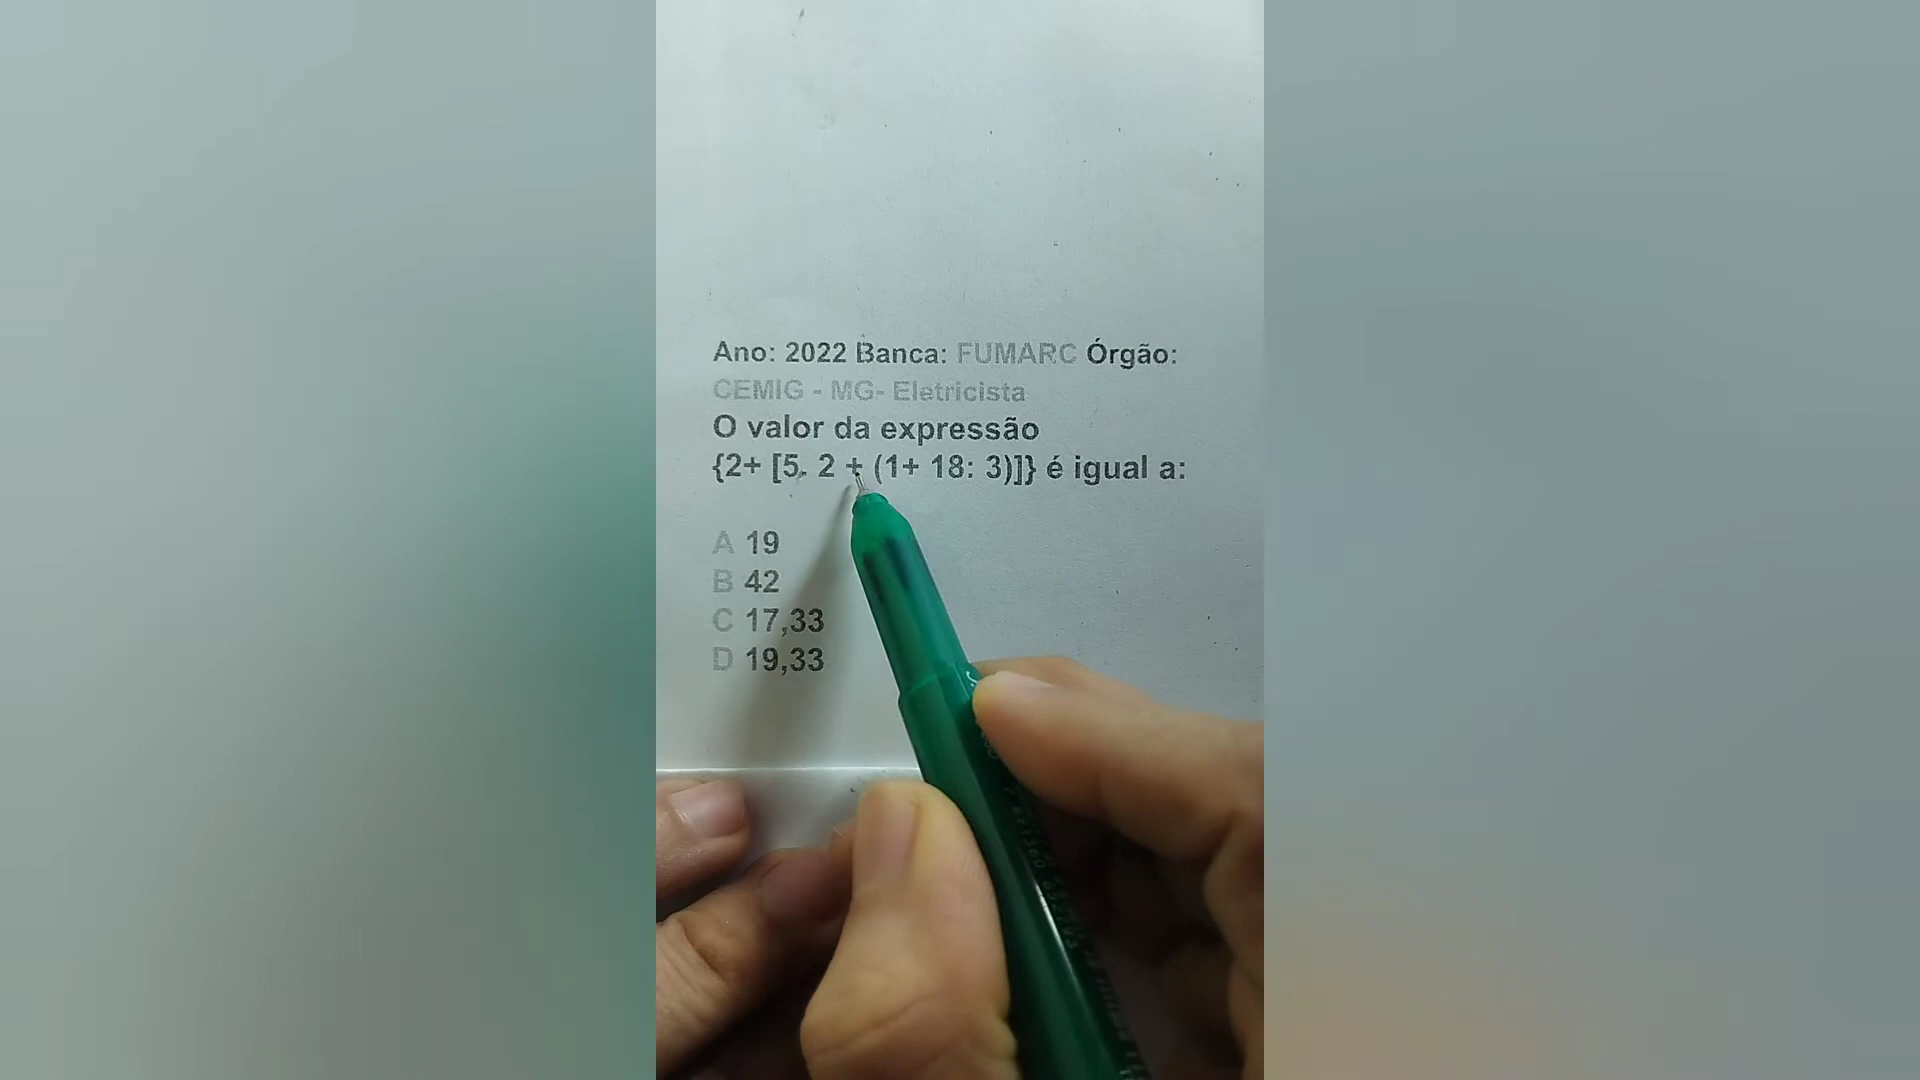 Ano: 2022 Banca: FUMARC Órgão:
CEMIG - MG- Eletricista
O valor da expressão
{2+ [5. 2 + (1+ 18: 3)]} é igual a:
A 19
B 42
C 17,33
D 19,33